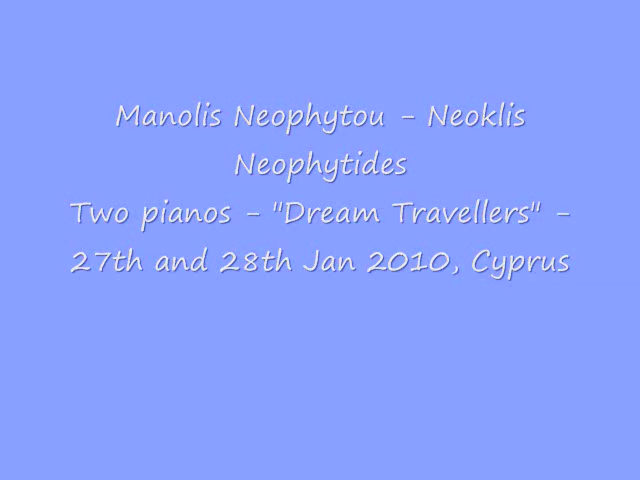 Manolis Neophytou - Neoklis
Neophytides
Two pianos - "Dream Travellers" -
27th and 28th Jan 2010, Cyprus